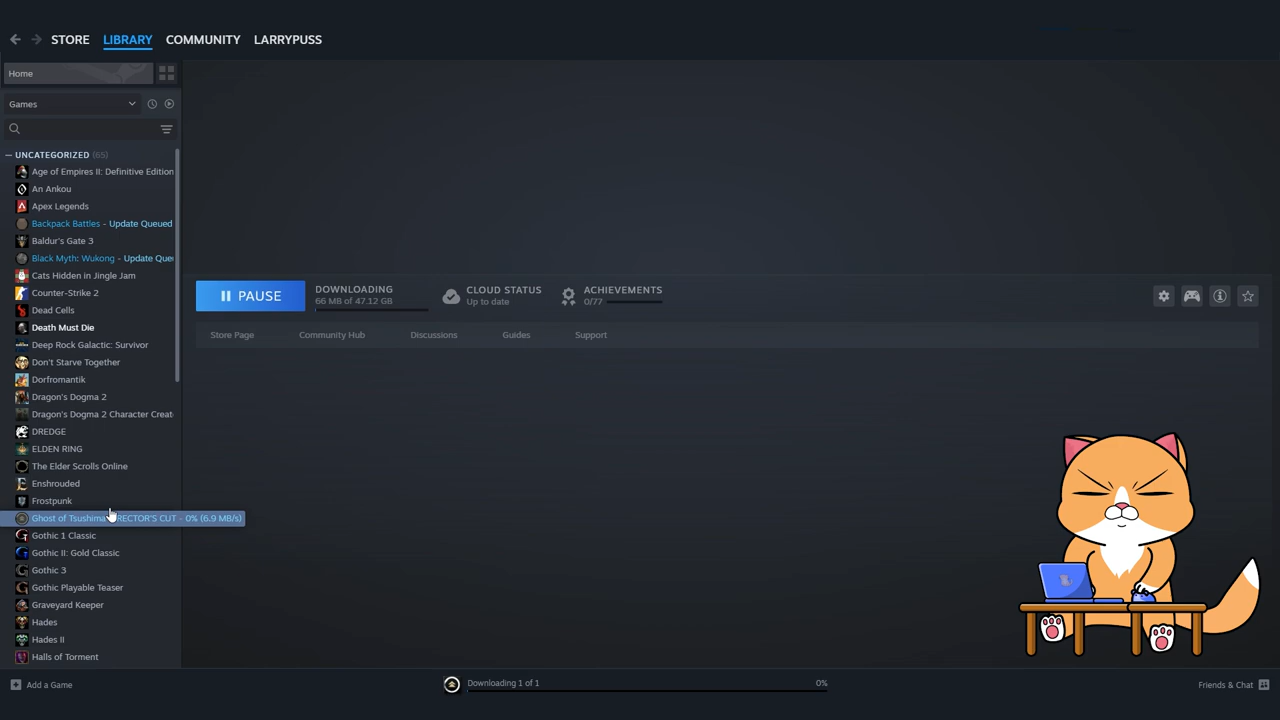 STORE
LIBRARY
COMMUNITY
LARRYPUSS
Home
Games
UNCATEGORIZED (65)
Age of Empires II: Definitive Edition
An Ankou
Apex Legends
Backpack Battles - Update Queued
Baldur's Gate 3
Black Myth: Wukong - Update Que
Cats Hidden in Jingle Jam
Counter-Strike 2
Dead Cells
Death Must Die
Deep Rock Galactic: Survivor
Don't Starve Together
Dorfromantik
Dragon's Dogma 2
Dragon's Dogma 2 Character Creat
DREDGE
ELDEN RING
The Elder Scrolls Online
Enshrouded
Frostpunk
Ghost of Tsushima RECTOR'S CUT - 0% (6.9 MB/s)
Gothic 1 Classic
Gothic II: Gold Classic
Gothic 3
Gothic Playable Teaser
Graveyard Keeper
Hades
Hades II
Halls of Torment
PAUSE
DOWNLOADING
66 MB of 47.12 GB
CLOUD STATUS
Up to date
ACHIEVEMENTS
0/77
Store Page
Community Hub
Discussions
Guides
Support
Add a Game
Downloading 1 of 1
0%
Friends & Chat